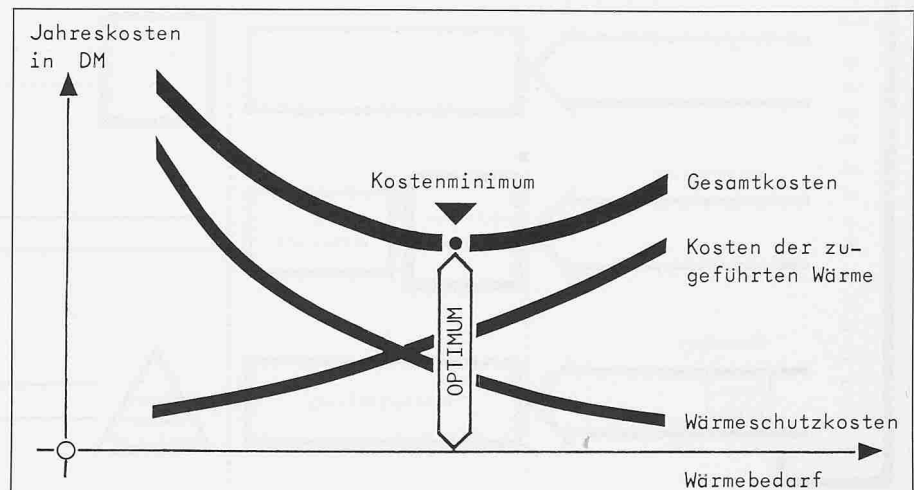 Jahreskosten
in DM
Kostenminimum
Gesamtkosten
Kosten der zu-
geführten Wärme
OPTIMUM
Wärmeschutzkosten
Wärmebedarf